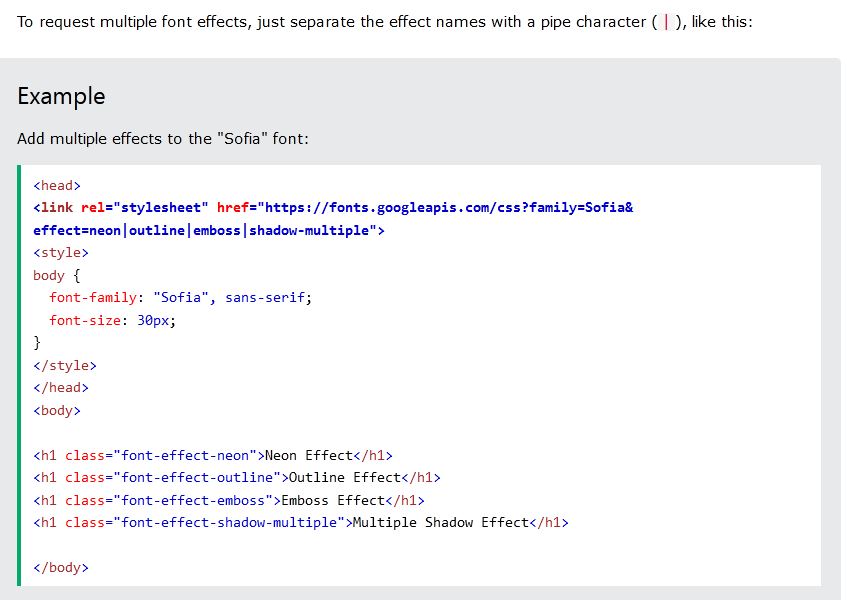 To request multiple font effects, just separate the effect names with a pipe character ( | ), like this:
Example
Add multiple effects to the "Sofia" font:
<head>
<link rel="stylesheet" href="https://fonts.googleapis.com/css?family=Sofia&
effect=neon|outline|emboss|shadow-multiple">
<style>
body {
  font-family: "Sofia", sans-serif;
  font-size: 30px;
}
</style>
</head>
<body>
<h1 class="font-effect-neon">Neon Effect</h1>
<h1 class="font-effect-outline">Outline Effect</h1>
<h1 class="font-effect-emboss">Emboss Effect</h1>
<h1 class="font-effect-shadow-multiple">Multiple Shadow Effect</h1>
</body>